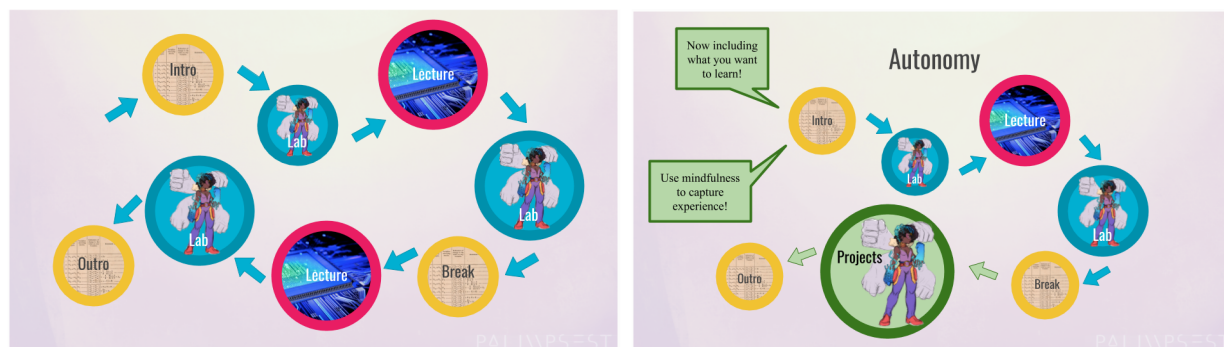 Intro
Lab
Lecture
Lab
Break
Lecture
Lab
Outro
PALIMPSEST
Autonomy
Now including
what you want
to learn!
Intro
Use mindfulness
to capture
experience!
Lab
Lecture
Lab
Break
Projects
Outro
PALIMPSEST